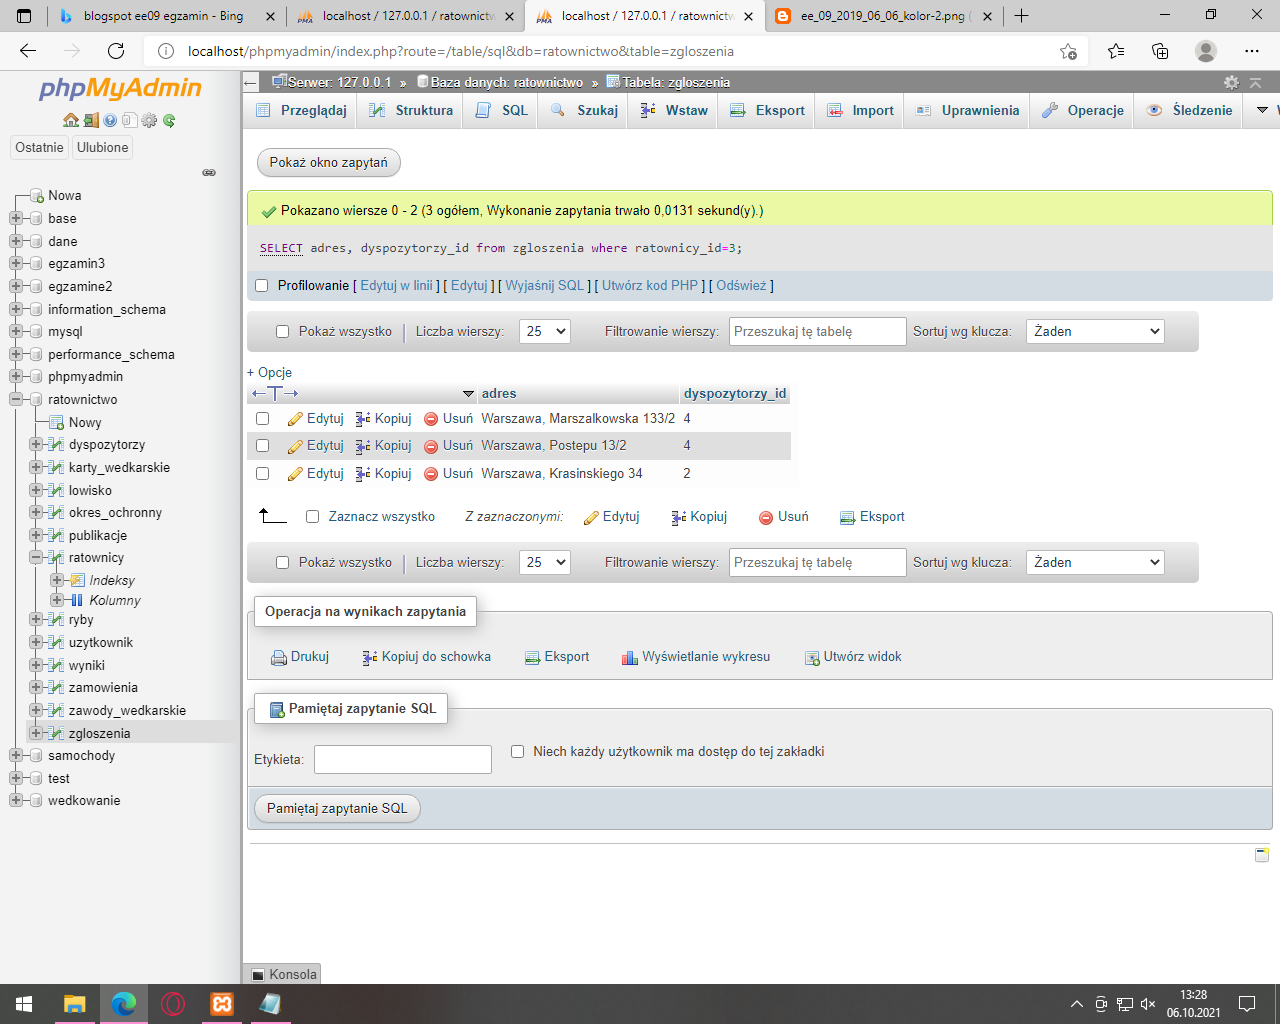 blogspot ee09 egzamin - Bing
localhost / 127.0.0.1 / ratownictw
localhost / 127.0.0.1 / ratownictw
ee_09_2019_06_06_kolor-2.png (
localhost/phpmyadmin/index.php?route=/table/sql&db=ratownictwo&table=zgloszenia
phpMyAdmin
Ostatnie Ulubione
Nowa
base
dane
egzamin3
egzamine2
information_schema
mysql
performance_schema
phpmyadmin
ratownictwo
Nowy
dyspozytorzy
karty_wedkarskie
lowisko
okres_ochronny
publikacje
ratownicy
Indeksy
Kolumny
ryby
uzytkownik
wyniki
zamowienia
zawody_wedkarskie
zgloszenia
samochody
test
wedkowanie
Serwer: 127.0.0.1 » Baza danych: ratownictwo » Tabela: zgloszenia
Przeglądaj Struktura SQL Szukaj Wstaw Eksport Import Uprawnienia Operacje Śledzenie
Pokaż okno zapytań
Pokazano wiersze 0 - 2 (3 ogółem, Wykonanie zapytania trwało 0,0131 sekund(y).)
SELECT adres, dyspozytorzy_id from zgloszenia where ratownicy_id=3;
Profilowanie [ Edytuj w linii ] [ Edytuj ] [ Wyjaśnij SQL ] [ Utwórz kod PHP ] [ Odśwież ]
Pokaż wszystko Liczba wierszy: 25 Filtrowanie wierszy: Przeszukaj tę tabelę Sortuj wg klucza: Żaden
+ Opcje
adres dyspozytorzy_id
Edytuj Kopiuj Usuń Warszawa, Marszalkowska 133/2 4
Edytuj Kopiuj Usuń Warszawa, Postepu 13/2 4
Edytuj Kopiuj Usuń Warszawa, Krasinskiego 34 2
Zaznacz wszystko Z zaznaczonymi: Edytuj Kopiuj Usuń Eksport
Pokaż wszystko Liczba wierszy: 25 Filtrowanie wierszy: Przeszukaj tę tabelę Sortuj wg klucza: Żaden
Operacja na wynikach zapytania
Drukuj Kopiuj do schowka Eksport Wyświetlanie wykresu Utwórz widok
Pamiętaj zapytanie SQL
Etykieta: Niech każdy użytkownik ma dostęp do tej zakładki
Pamiętaj zapytanie SQL
Konsola
13:28
06.10.2021